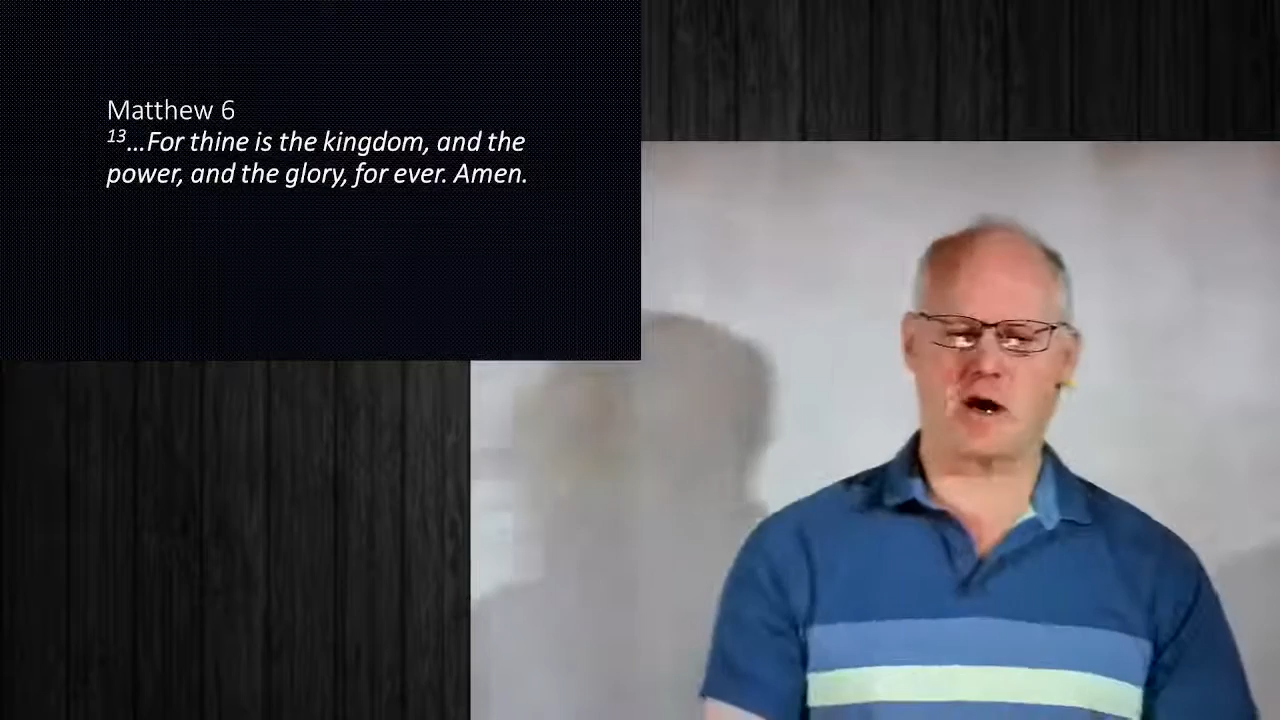 Matthew 6
13...For thine is the kingdom, and the
power, and the glory, for ever. Amen.